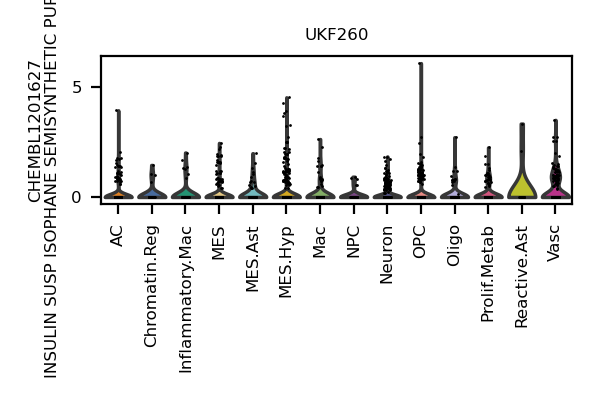 UKF260
CHEMBL1201627
INSULIN SUSP ISOPHANE SEMISYNTHETIC
5
0
AC
Chromatin.Reg
Inflammatory.Mac
MES
MES.Ast
MES.Hyp
Mac
NPC
Neuron
OPC
Oligo
Prolif.Metab
Reactive.Ast
Vasc